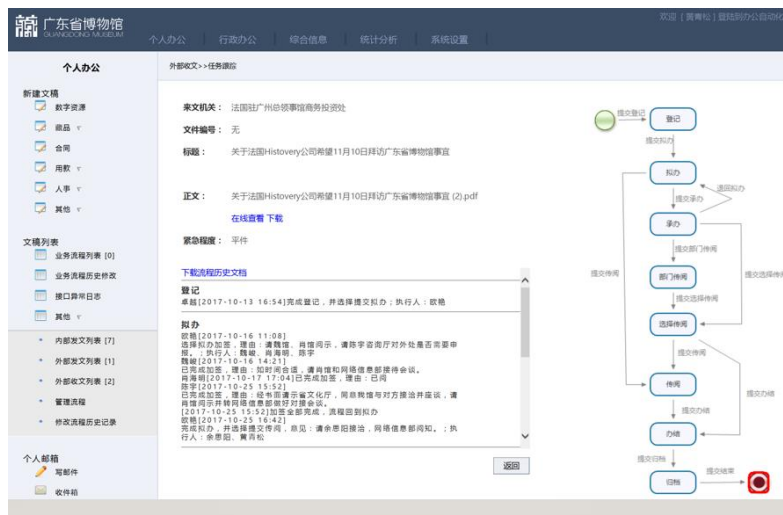 广东省博物馆
GUANGDONG MUSEUM
欢迎 [ 黄青松 ] 登陆到办公自动化
个人办公 行政办公 综合信息 统计分析 系统设置
个人办公
新建文稿
数字资源
藏品
合同
用款
人事
其他
文稿列表
业务流程列表 [0]
业务流程历史修改
接口异常日志
其他
内部发文列表 [7]
外部发文列表 [1]
外部收文列表 [2]
管理流程
修改流程历史记录
个人邮箱
写邮件
收件箱
外部收文>>任务跟踪
来文机关： 法国驻广州总领事馆商务投资处
文件编号： 无
标题： 关于法国Histovery公司希望11月10日拜访广东省博物馆事宜
正文： 关于法国Histovery公司希望11月10日拜访广东省博物馆事宜 (2).pdf
在线查看 下载
紧急程度： 平件
下载流程历史文档
登记
卓越[2017-10-13 16:54]完成登记，并选择提交拟办；执行人：欧艳
拟办
欧艳[2017-10-16 11:08]
选择拟办加签，理由：请魏馆、肖馆阅示，请陈宇咨询厅对外处是否需要申
报。；执行人：魏峻、肖海明、陈宇
魏峻[2017-10-16 14:21]
已完成加签，理由：如时间合适，请肖馆和网络信息部接待会谈。
肖海明[2017-10-17 17:04]已完成加签，理由：已阅
陈宇[2017-10-25 15:52]
已完成加签，理由：经书面请示省文化厅，同意我馆与对方接洽并座谈，请
肖馆阅示并转网络信息部做好对接会谈。
[2017-10-25 15:52]加签全部完成，流程回到拟办
欧艳[2017-10-25 16:42]
完成拟办，并选择提交传阅，意见：请余思阳接洽，网络信息部阅知。；执
行人：余思阳、黄青松
返回
提交登记
登记
提交拟办
拟办
退回拟办
提交承办
承办
提交部门传阅
提交传阅
部门传阅
提交选择传阅
提交选择传阅
选择传阅
提交传阅
传阅
提交办结
提交办结
办结
提交归档
提交结束
归档